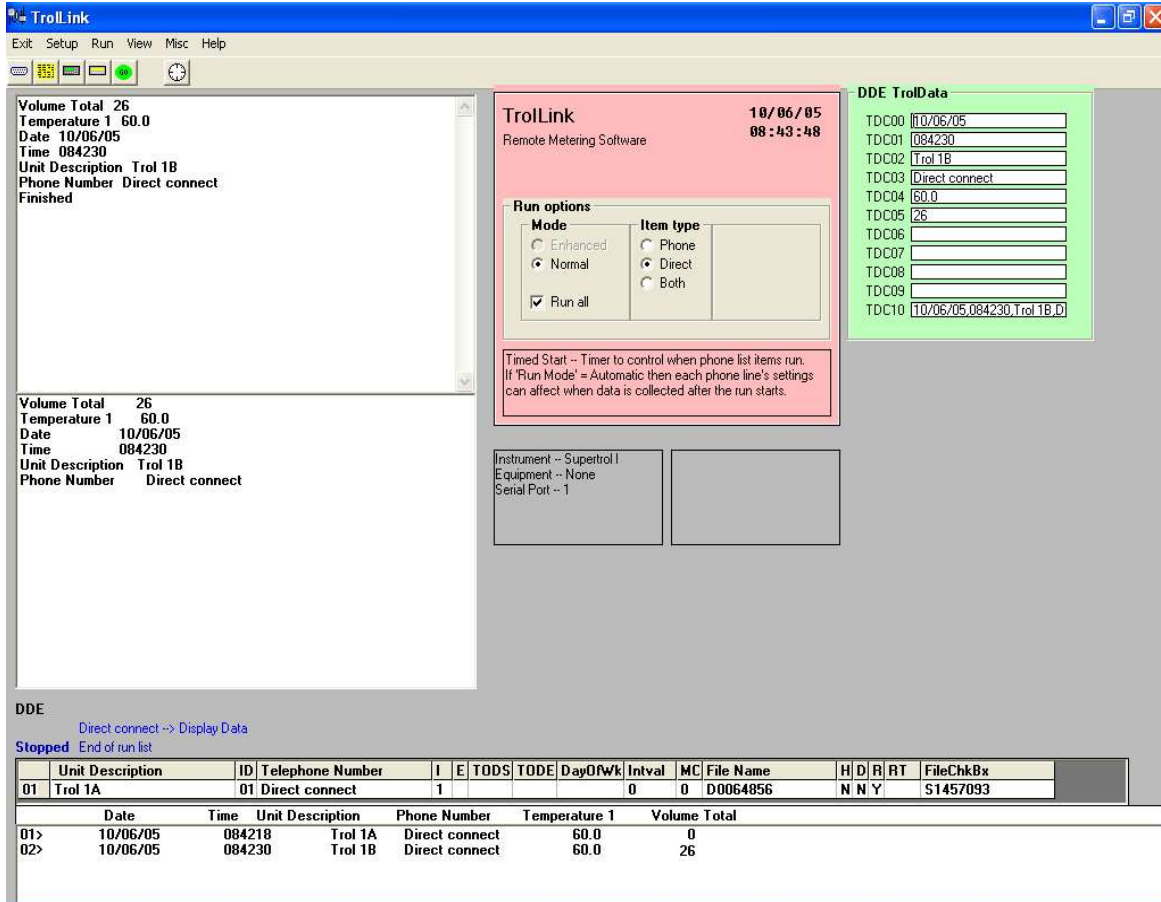 TrolLink
Exit Setup Run View Misc Help
GO
Volume Total 26
Temperature 1 60.0
Date 10/06/05
Time 084230
Unit Description Trol 1B
Phone Number Direct connect
Finished
Volume Total 26
Temperature 1 60.0
Date 10/06/05
Time 084230
Unit Description Trol 1B
Phone Number Direct connect
TrolLink 10/06/05
Remote Metering Software 08:43:48
Run options
Mode
Enhanced
Normal
Run all
Item type
Phone
Direct
Both
Timed Start -- Timer to control when phone list items run.
If 'Run Mode' = Automatic then each phone line's settings
can affect when data is collected after the run starts.
Instrument -- Supertrol I
Equipment -- None
Serial Port -- 1
DDE TrolData
TDC00 10/06/05
TDC01 084230
TDC02 Trol 1B
TDC03 Direct connect
TDC04 60.0
TDC05 26
TDC06
TDC07
TDC08
TDC09
TDC10 10/06/05,084230,Trol 1B,D
DDE
Direct connect --> Display Data
Stopped End of run list
Unit Description ID Telephone Number I E TODS TODE DayOfWk Intval MC File Name H D R RT FileChkBx
01 Trol 1A 01 Direct connect 1 0 0 D0064856 N N Y S1457093
Date Time Unit Description Phone Number Temperature 1 Volume Total
01> 10/06/05 084218 Trol 1A Direct connect 60.0 0
02> 10/06/05 084230 Trol 1B Direct connect 60.0 26